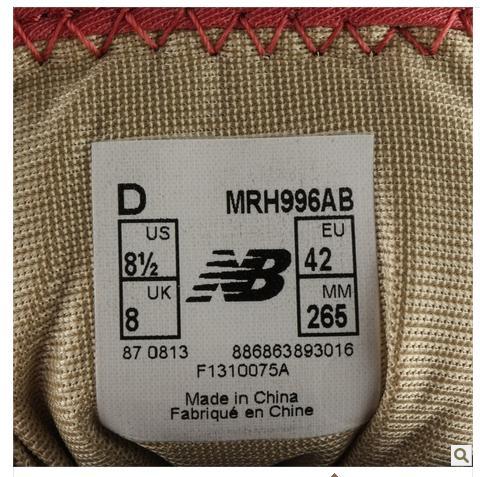 D MRH996AB
US EU
8½ 42
NB
UK MM
8 265
87 0813 886863893016
F1310075A
Made in China
Fabriqué en Chine